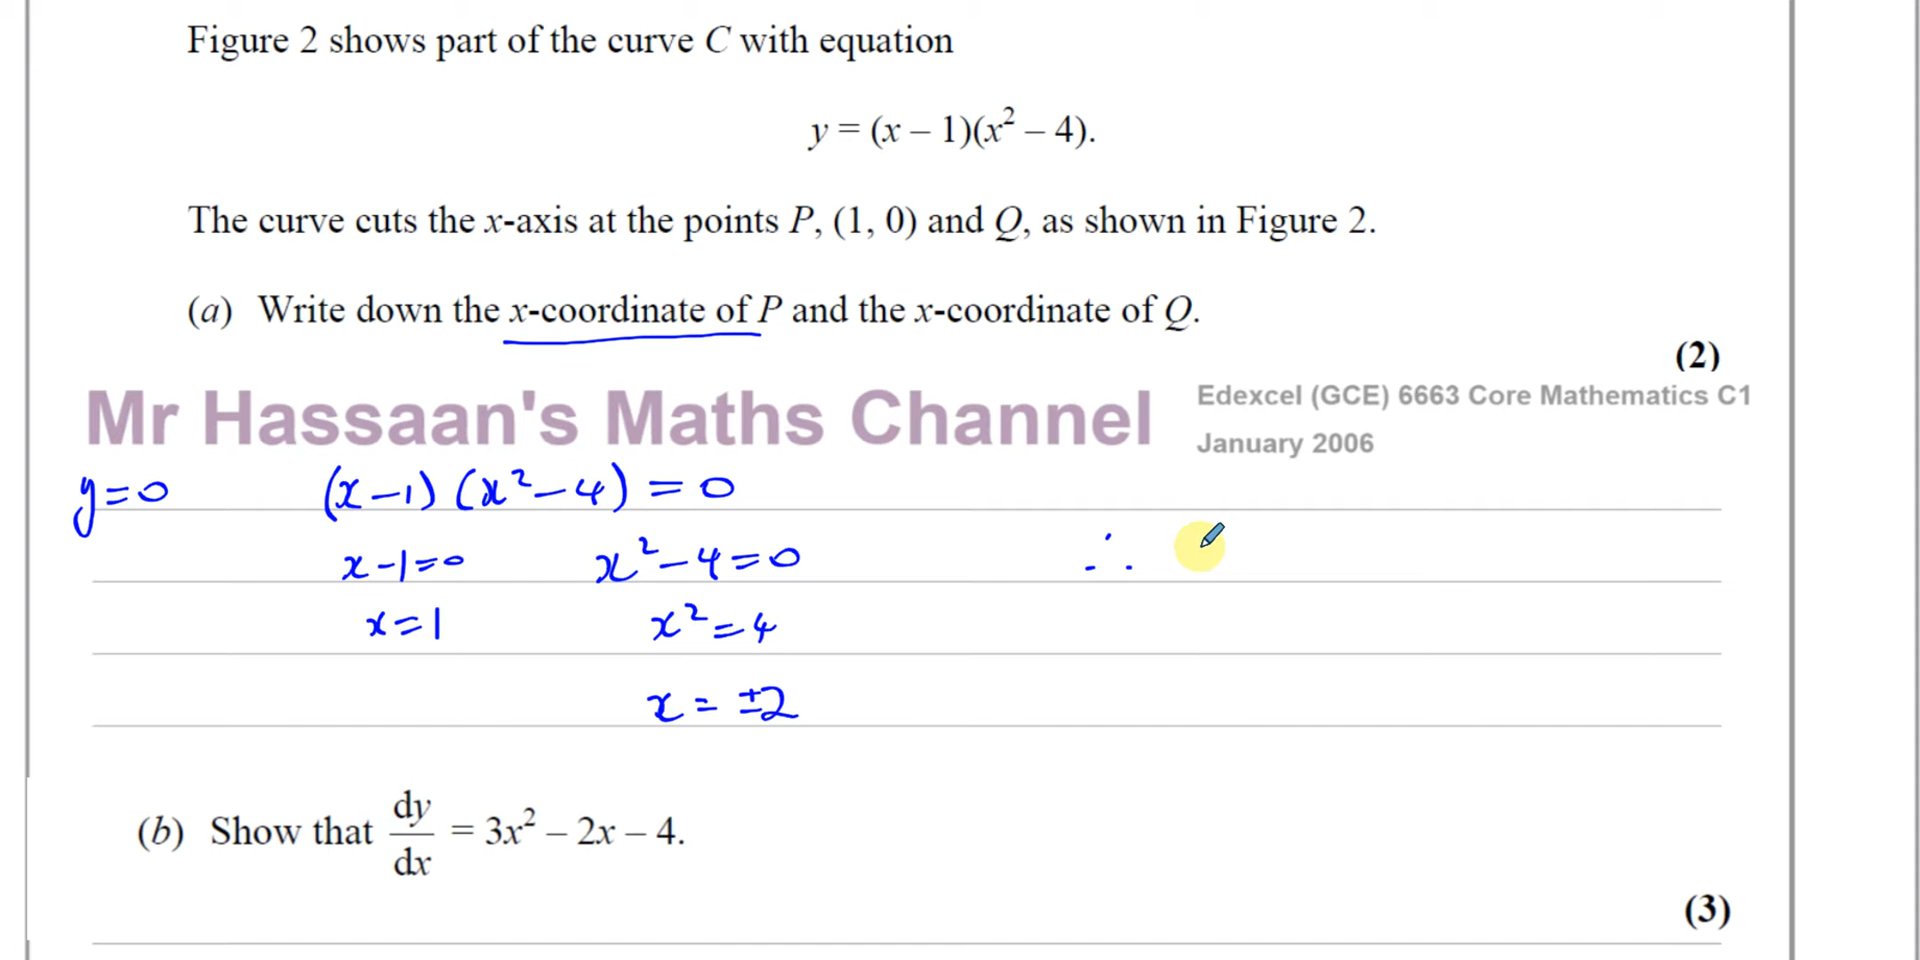 Figure 2 shows part of the curve C with equation
y = (x – 1)(x² – 4).
The curve cuts the x-axis at the points P, (1, 0) and Q, as shown in Figure 2.
(a) Write down the x-coordinate of P and the x-coordinate of Q.
(2)
Mr Hassaan's Maths Channel
Edexcel (GCE) 6663 Core Mathematics C1
January 2006
y=0 (x-1)(x²-4)=0
x-1=0 x²-4=0 ∴
x=1 x²=4
x=±2
(b) Show that dy/dx = 3x² – 2x – 4.
(3)